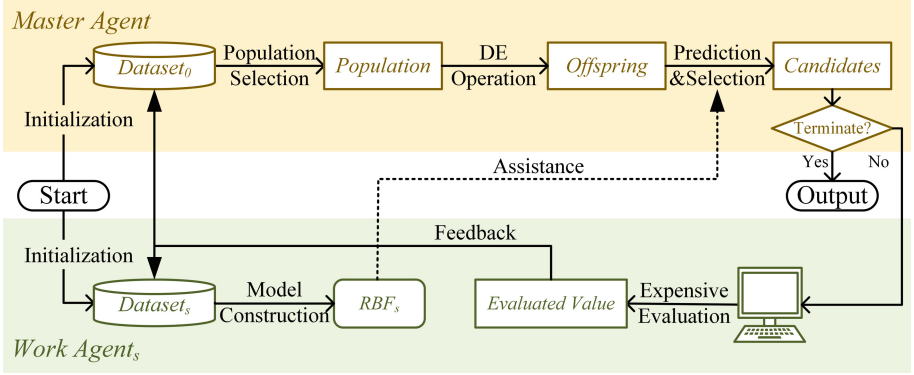 Master Agent
Dataset0
Population
Selection
Population
DE
Operation
Offspring
Prediction
&Selection
Candidates
Initialization
Terminate?
Yes
No
Assistance
Start
Output
Initialization
Feedback
Datasets
Model
Construction
RBFs
Evaluated Value
Expensive
Evaluation
Work Agents